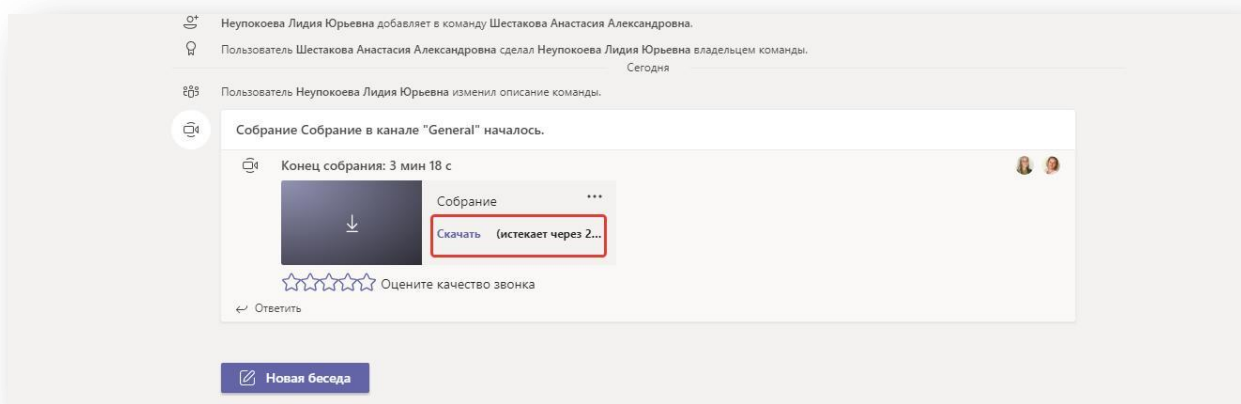 Неупокоева Лидия Юрьевна добавляет в команду Шестакова Анастасия Александровна.
Пользователь Шестакова Анастасия Александровна сделал Неупокоева Лидия Юрьевна владельцем команды.
Сегодня
Пользователь Неупокоева Лидия Юрьевна изменил описание команды.
Собрание Собрание в канале "General" началось.
Конец собрания: 3 мин 18 с
Собрание ...
Скачать (истекает через 2...
Оцените качество звонка
Ответить
Новая беседа